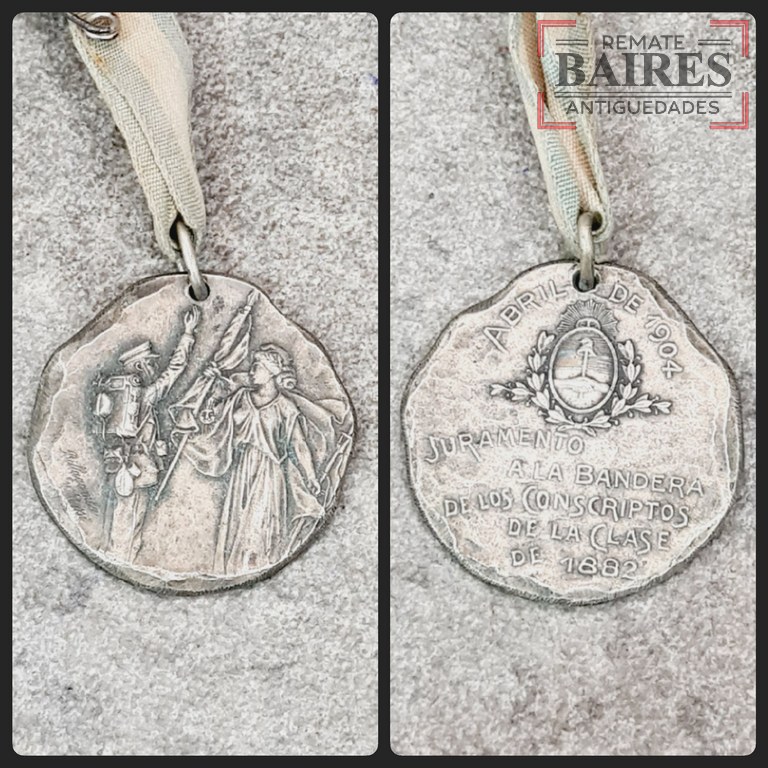 REMATE
BAIRES
ANTIGUEDADES
ABRIL DE 1904
JURAMENTO
A LA BANDERA
DE LOS CONSCRIPTOS
DE LA CLASE
DE 1882